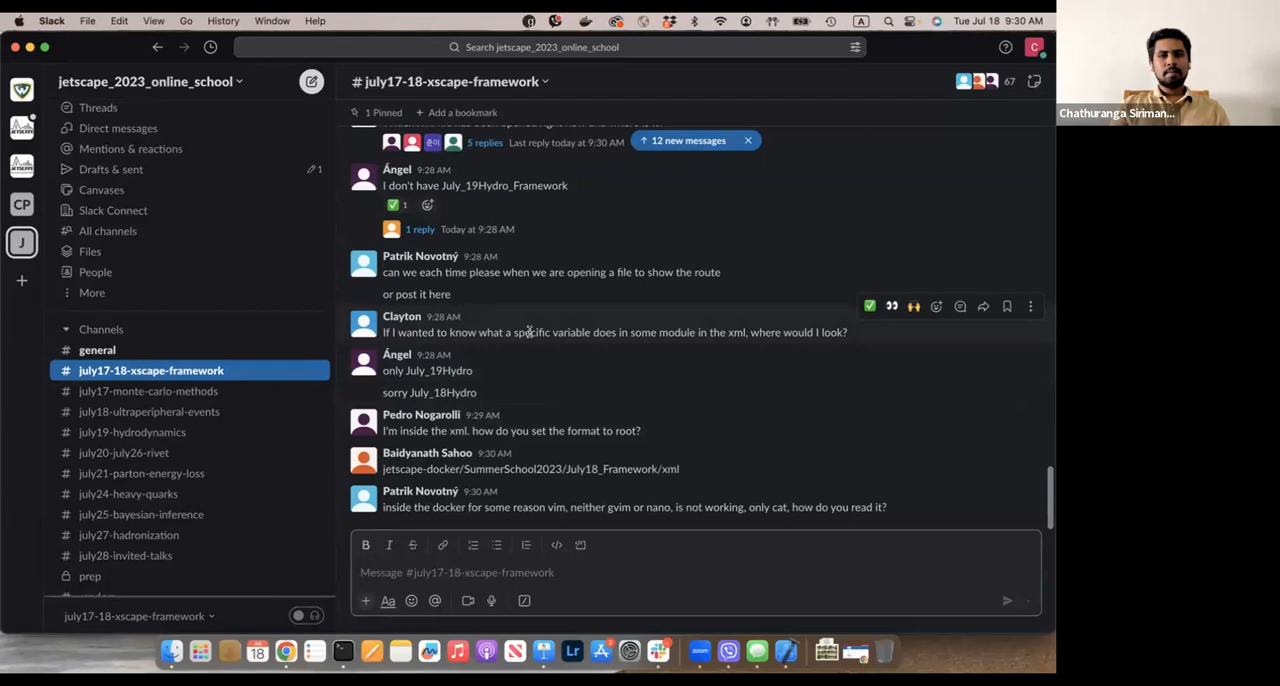 Slack File Edit View Go History Window Help
A Tue Jul 18 9:30 AM
Search jetscape_2023_online_school
C
jetscape_2023_online_school
# july17-18-xscape-framework
67
Threads
Direct messages
Mentions & reactions
Drafts & sent 1
Canvases
Slack Connect
All channels
Files
People
More
Channels
# general
# july17-18-xscape-framework
# july17-monte-carlo-methods
# july18-ultraperipheral-events
# july19-hydrodynamics
# july20-july26-rivet
# july21-parton-energy-loss
# july24-heavy-quarks
# july25-bayesian-inference
# july27-hadronization
# july28-invited-talks
prep
july17-18-xscape-framework
CP
J
1 Pinned + Add a bookmark
5 replies Last reply today at 9:30 AM
↑ 12 new messages ×
Ángel 9:28 AM
I don't have July_19Hydro_Framework
1
1 reply Today at 9:28 AM
Patrik Novotný 9:28 AM
can we each time please when we are opening a file to show the route
or post it here
Clayton 9:28 AM
If I wanted to know what a specific variable does in some module in the xml, where would I look?
Ángel 9:28 AM
only July_19Hydro
sorry July_18Hydro
Pedro Nogarolli 9:29 AM
I'm inside the xml. how do you set the format to root?
Baidyanath Sahoo 9:30 AM
jetscape-docker/SummerSchool2023/July18_Framework/xml
Patrik Novotný 9:30 AM
inside the docker for some reason vim, neither gvim or nano, is not working, only cat, how do you read it?
B I S
Message #july17-18-xscape-framework
+ Aa @
JUL 18
Lr
zoom
Chathuranga Siriman...